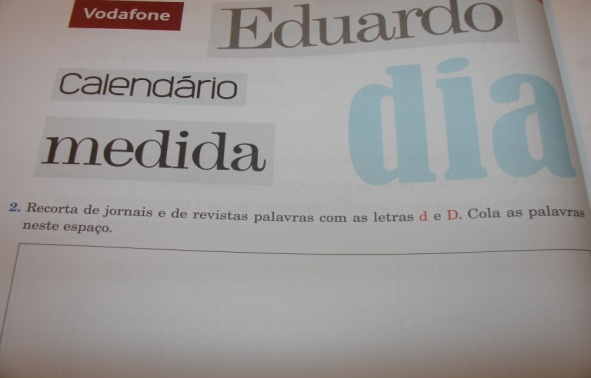 Vodafone
Eduardo
Calendário
dia
medida
2. Recorta de jornais e de revistas palavras com as letras d e D. Cola as palavras
neste espaço.